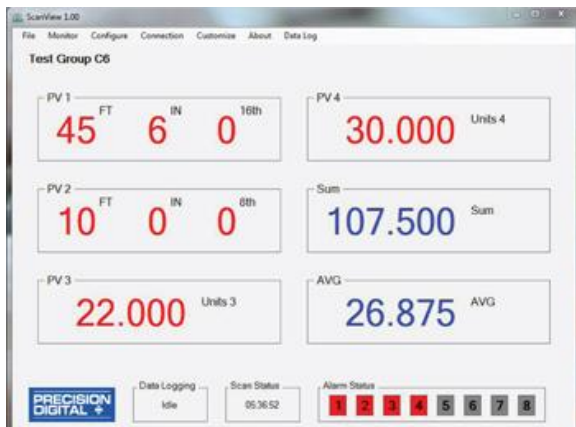 ScanView 1.00
File Monitor Configure Connection Customize About Data Log
Test Group C6
PV 1
45 FT 6 IN 0 16th
PV 4
30.000 Units 4
PV 2
10 FT 0 IN 0 8th
Sum
107.500 Sum
PV 3
22.000 Units 3
AVG
26.875 AVG
PRECISION
DIGITAL
Data Logging
Idle
Scan Status
05:36:52
Alarm Status
1 2 3 4 5 6 7 8